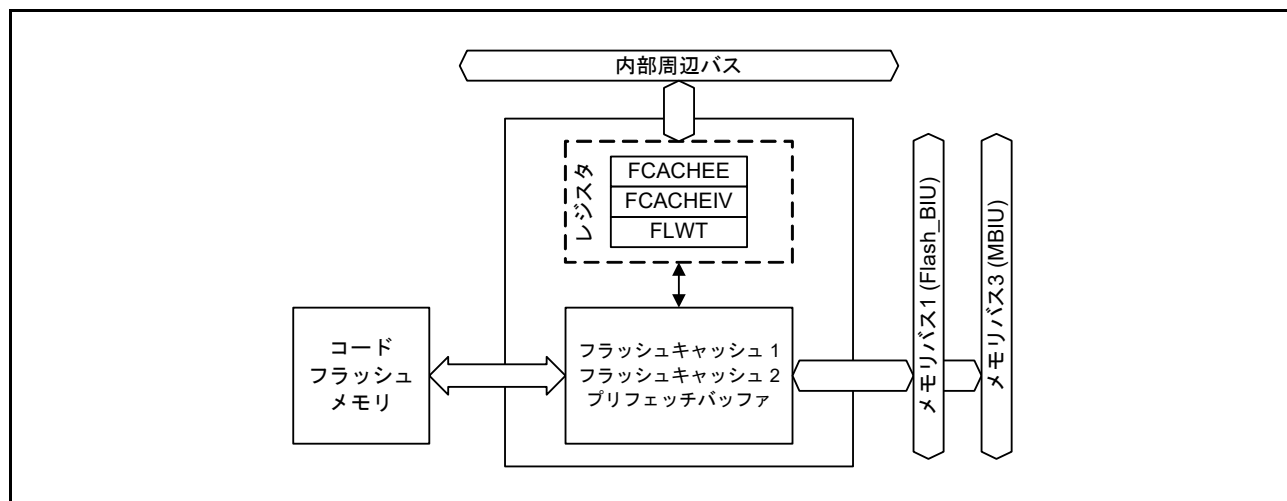 内部周辺バス
レジスタ
FCACHEE
FCACHEIV
FLWT
コード
フラッシュ
メモリ
フラッシュキャッシュ 1
フラッシュキャッシュ 2
プリフェッチバッファ
メモリバス1 (Flash_BIU)
メモリバス3 (MBIU)